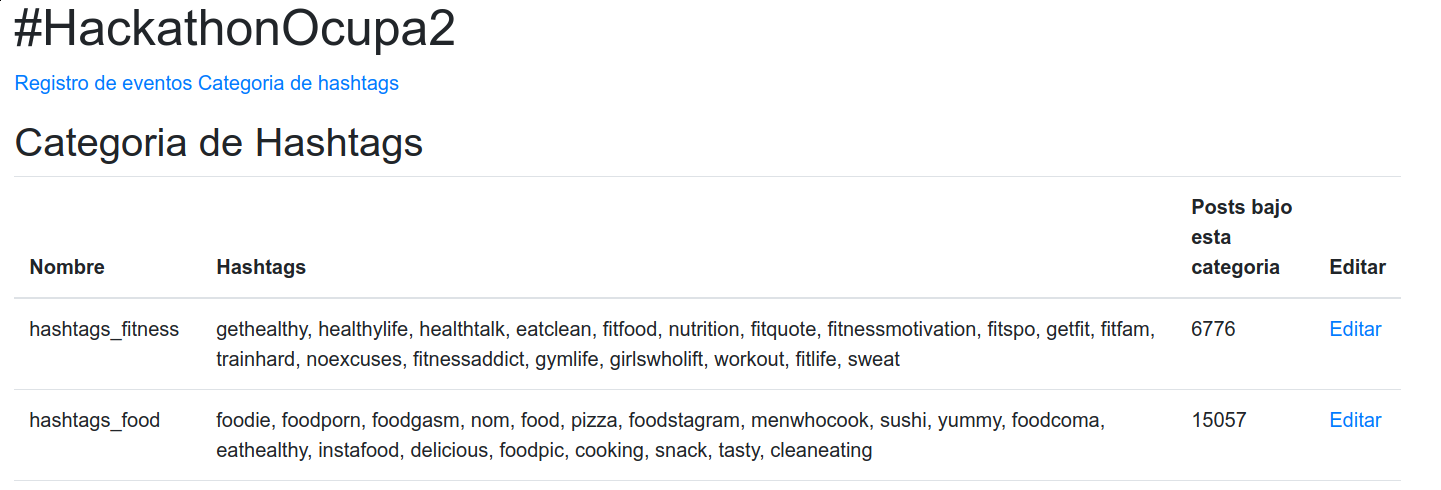 #HackathonOcupa2
Registro de eventos Categoria de hashtags
Categoria de Hashtags
Nombre Hashtags Posts bajo esta categoria Editar
hashtags_fitness gethealthy, healthylife, healthtalk, eatclean, fitfood, nutrition, fitquote, fitnessmotivation, fitspo, getfit, fitfam, 6776 Editar
trainhard, noexcuses, fitnessaddict, gymlife, girlswholift, workout, fitlife, sweat
hashtags_food foodie, foodporn, foodgasm, nom, food, pizza, foodstagram, menwhocook, sushi, yummy, foodcoma, 15057 Editar
eathealthy, instafood, delicious, foodpic, cooking, snack, tasty, cleaneating